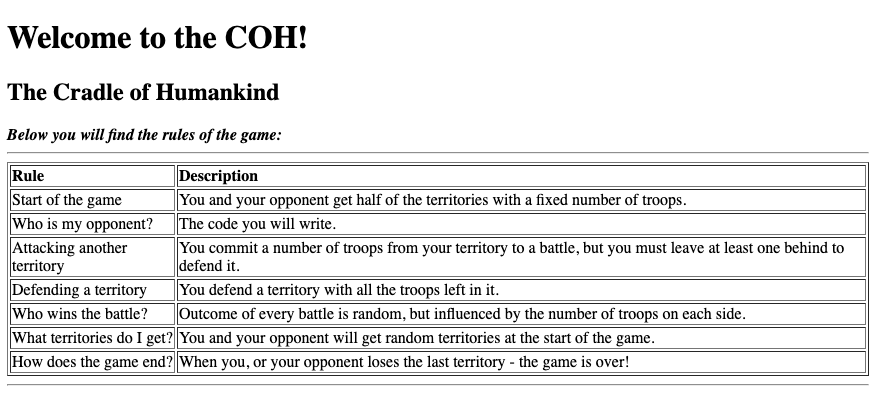 Welcome to the COH!
The Cradle of Humankind
Below you will find the rules of the game:
Rule Description
Start of the game You and your opponent get half of the territories with a fixed number of troops.
Who is my opponent? The code you will write.
Attacking another territory You commit a number of troops from your territory to a battle, but you must leave at least one behind to defend it.
Defending a territory You defend a territory with all the troops left in it.
Who wins the battle? Outcome of every battle is random, but influenced by the number of troops on each side.
What territories do I get? You and your opponent will get random territories at the start of the game.
How does the game end? When you, or your opponent loses the last territory - the game is over!